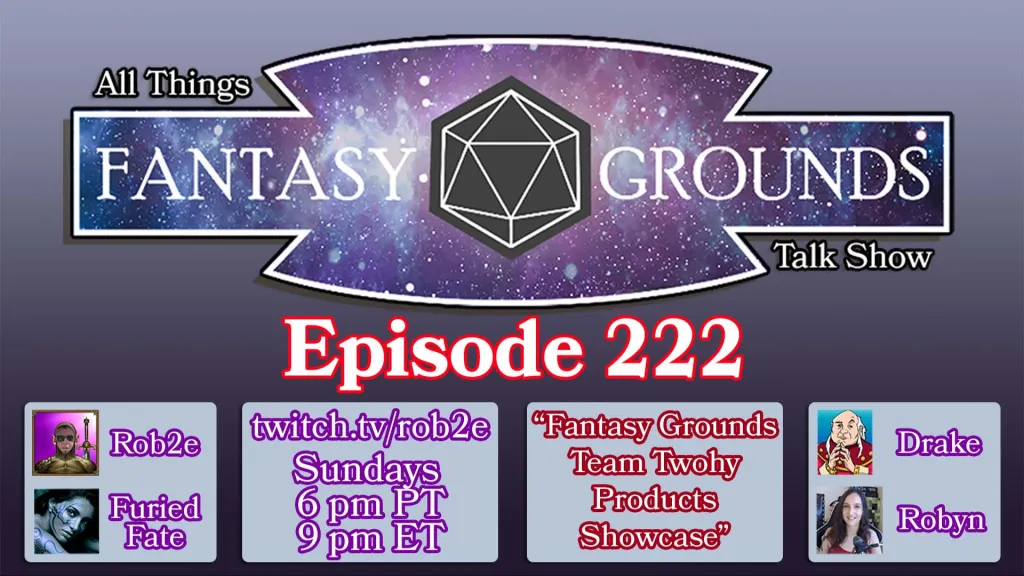 All Things
FANTASY GROUNDS
Talk Show
Episode 222
Rob2e
Furied
Fate
twitch.tv/rob2e
Sundays
6 pm PT
9 pm ET
“Fantasy Grounds
Team Twohy
Products
Showcase”
Drake
Robyn